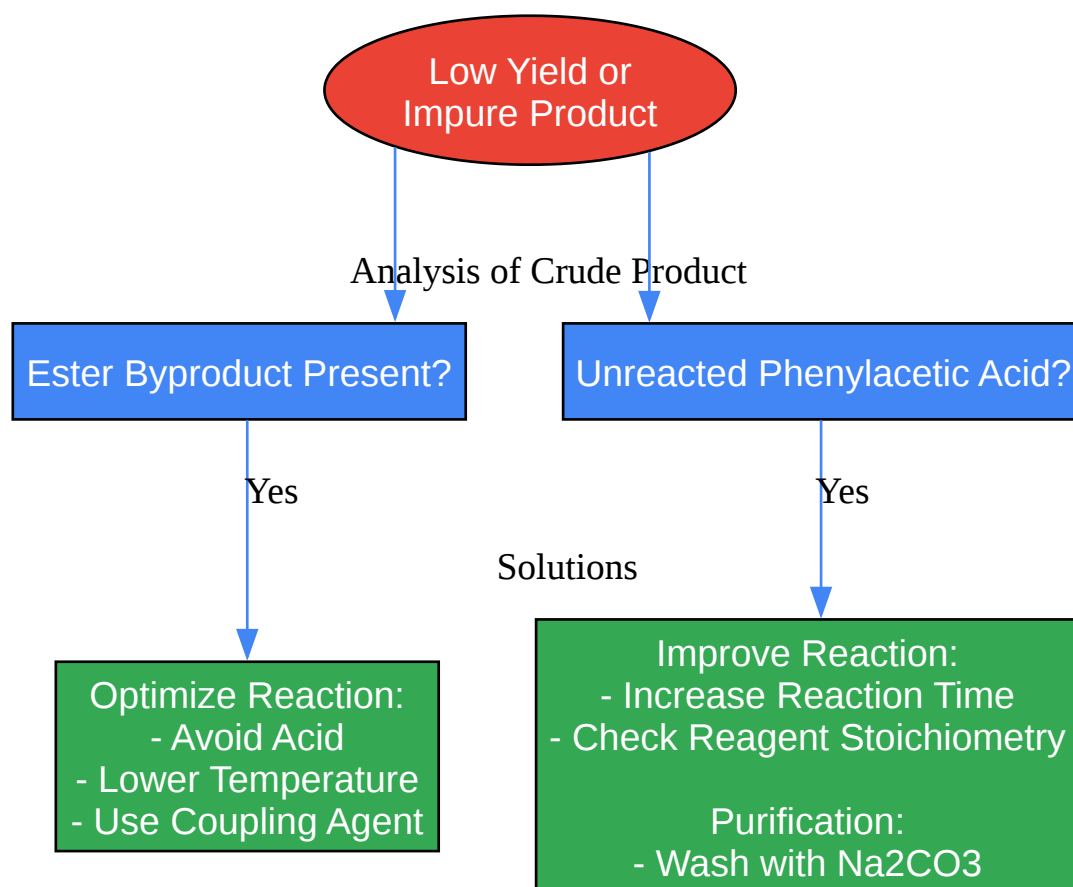 Low Yield or
Impure Product
Analysis of Crude Product
Ester Byproduct Present?
Unreacted Phenylacetic Acid?
Yes
Yes
Solutions
Optimize Reaction:
- Avoid Acid
- Lower Temperature
- Use Coupling Agent
Improve Reaction:
- Increase Reaction Time
- Check Reagent Stoichiometry
Purification:
- Wash with Na2CO3